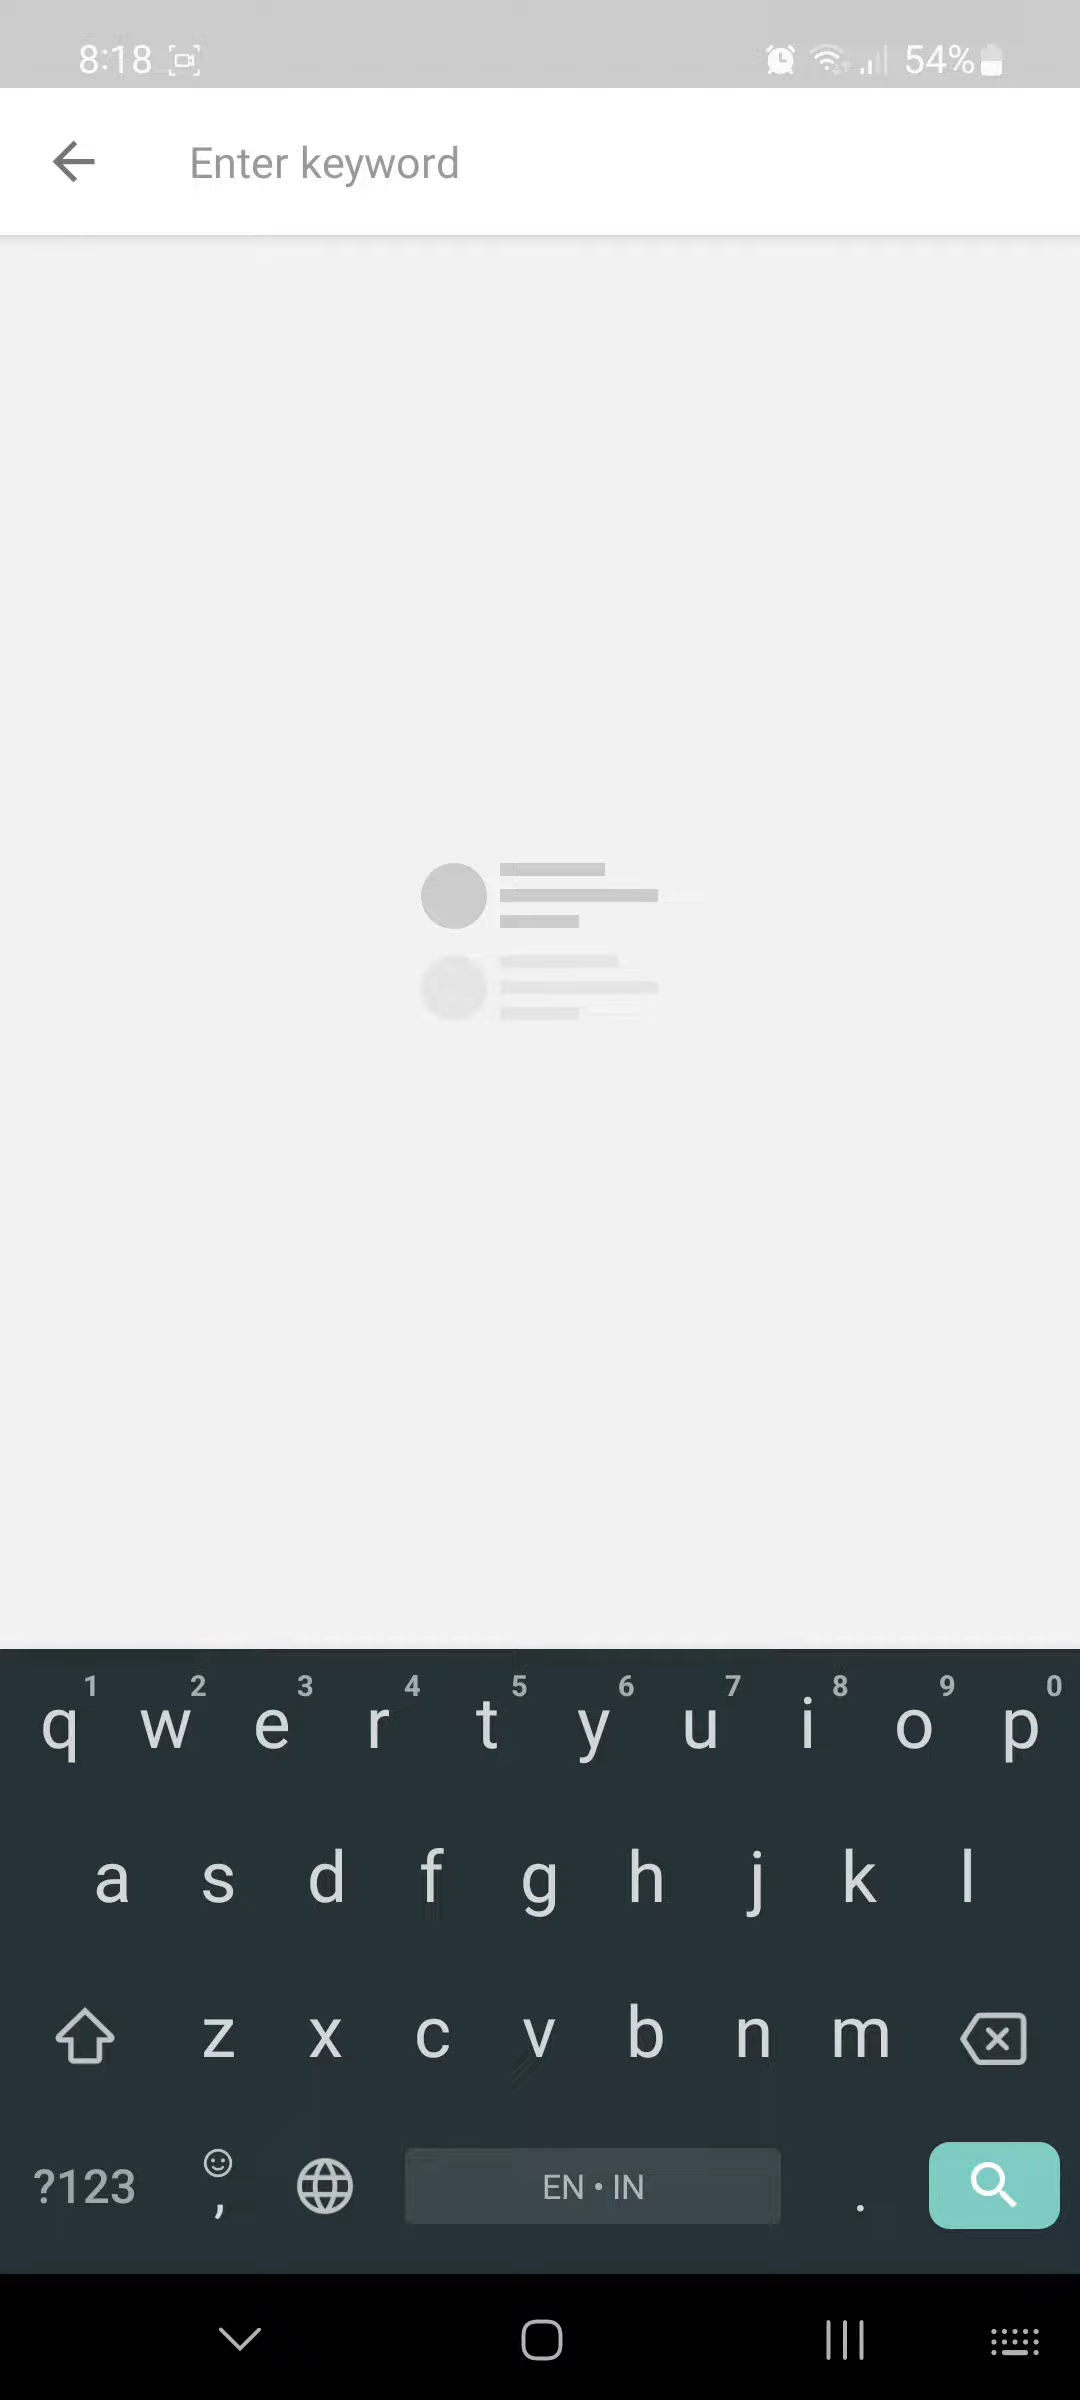 8:18 54%
Enter keyword
1 2 3 4 5 6 7 8 9 0
q w e r t y u i o p
a s d f g h j k l
z x c v b n m
?123 , EN • IN .